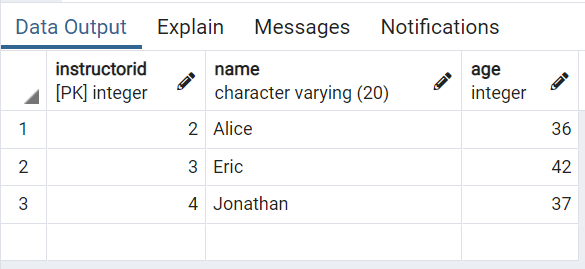 Data Output Explain Messages Notifications
instructorid name age
[PK] integer character varying (20) integer
1 2 Alice 36
2 3 Eric 42
3 4 Jonathan 37